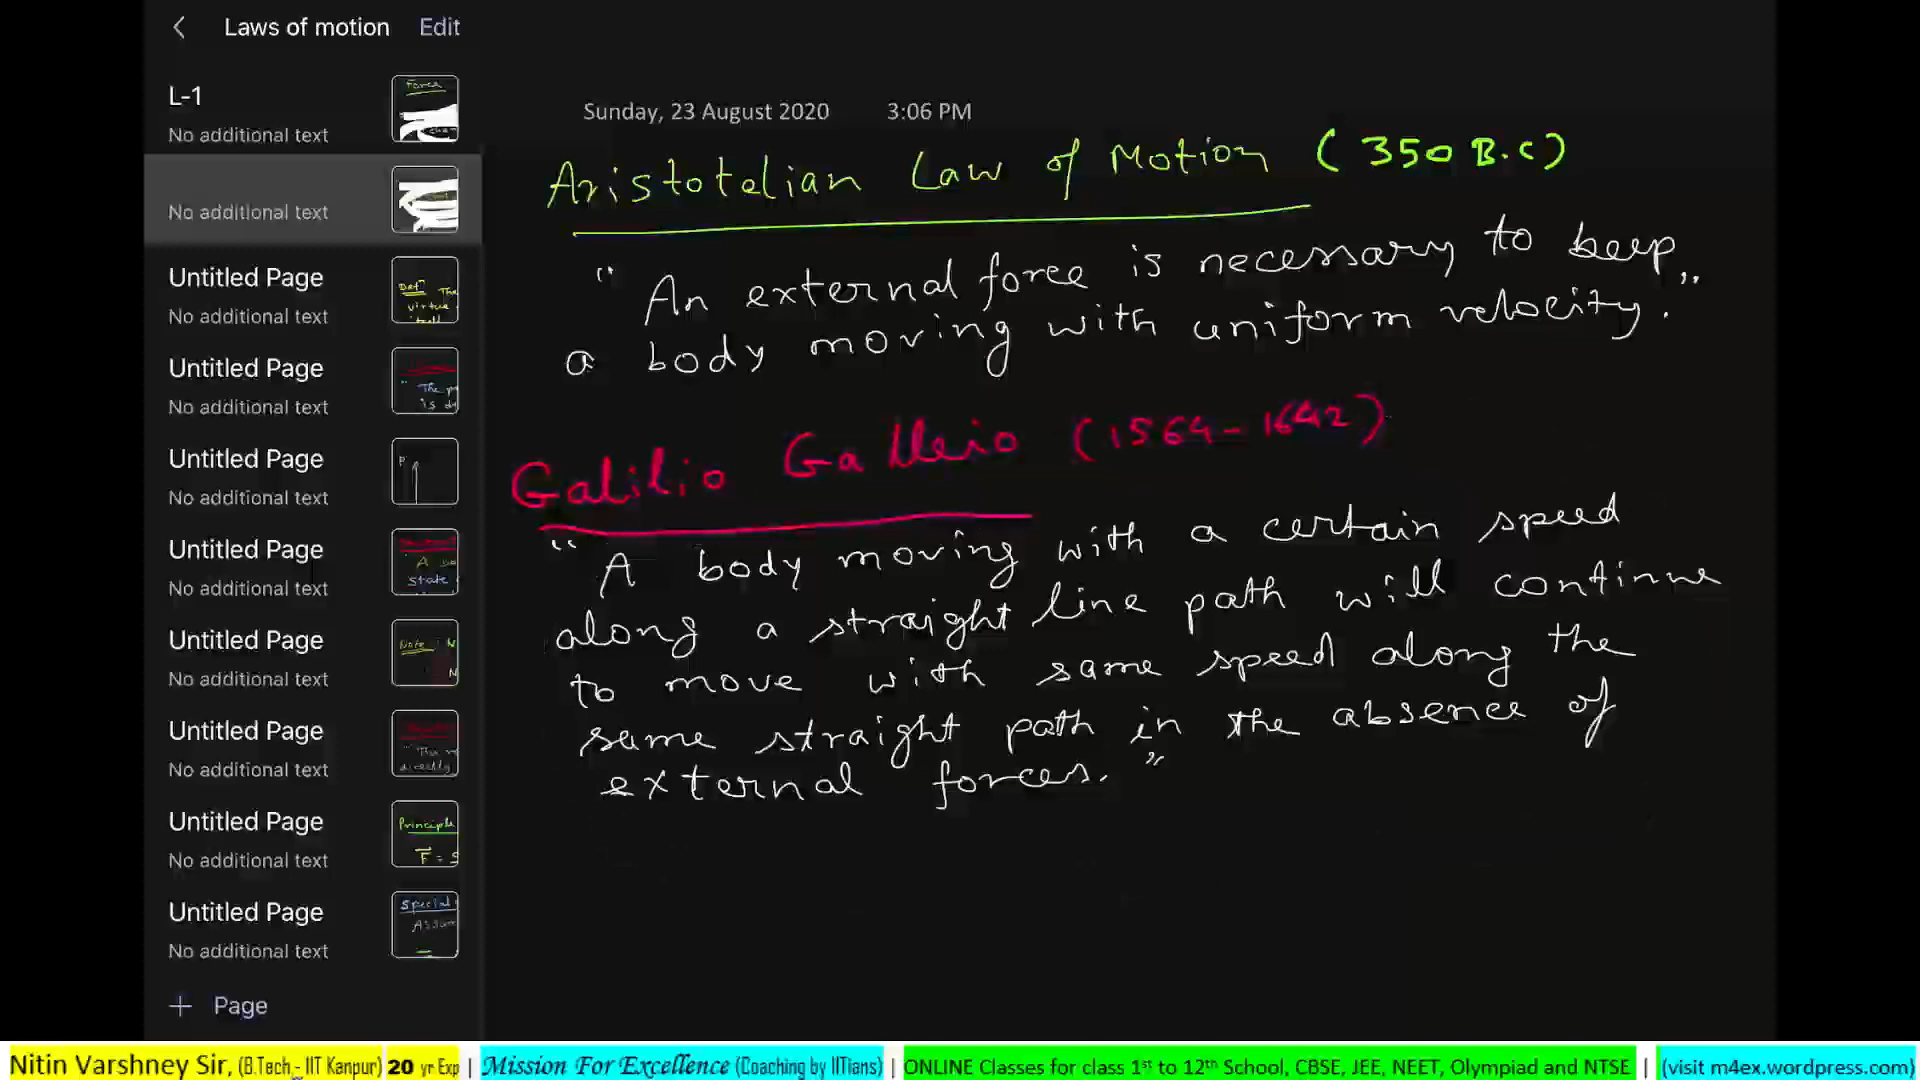 Laws of motion Edit
L-1
No additional text
No additional text
Untitled Page
No additional text
Untitled Page
No additional text
Untitled Page
No additional text
Untitled Page
No additional text
Untitled Page
No additional text
Untitled Page
No additional text
Untitled Page
No additional text
Untitled Page
No additional text
+ Page
Force
Note
Principle
Special
Sunday, 23 August 2020 3:06 PM
Aristotelian Law of Motion (350 B.C)
"An external force is necessary to keep"
a body moving with uniform velocity."
Galilio Galleio (1564-1642)
"A body moving with a certain speed
along a straight line path will continue
to move with same speed along the
same straight path in the absence of
external forces."
Nitin Varshney Sir, (B.Tech,- IIT Kanpur) 20 yr Exp | Mission For Excellence (Coaching by IITians) | ONLINE Classes for class 1st to 12th School, CBSE, JEE, NEET, Olympiad and NTSE | (visit m4ex.wordpress.com)